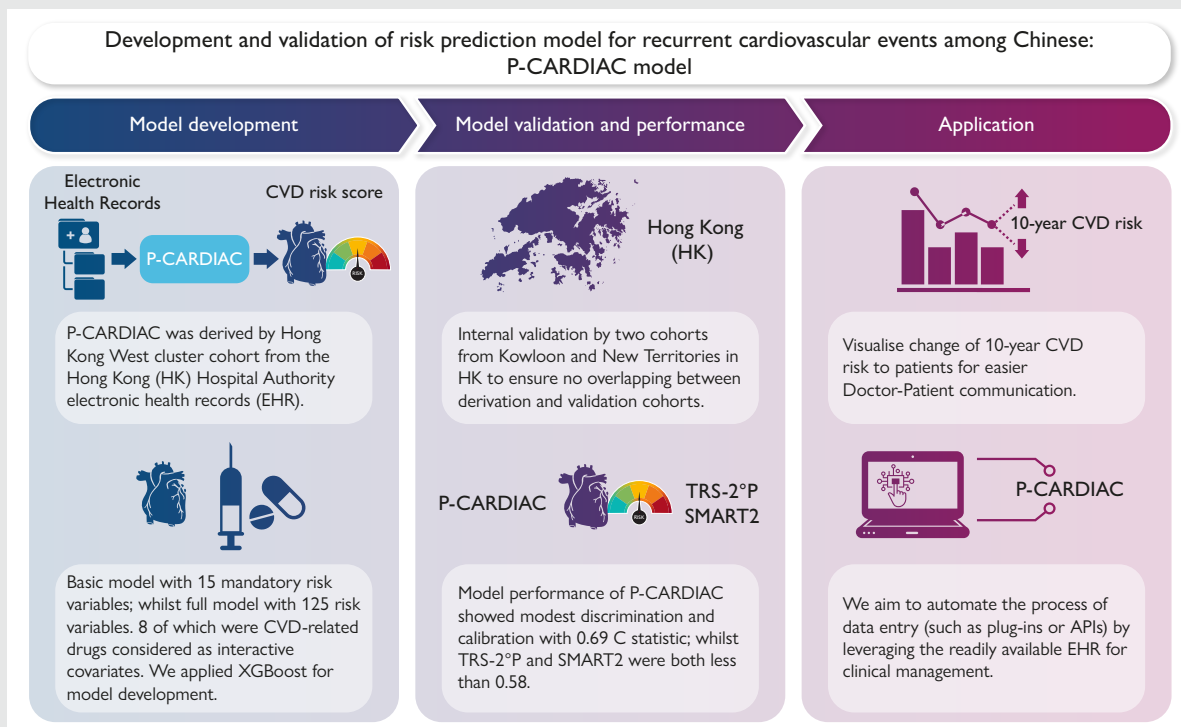 Development and validation of risk prediction model for recurrent cardiovascular events among Chinese:
P-CARDIAC model
Model development
Model validation and performance
Application
Electronic
Health Records
CVD risk score
P-CARDIAC
RISK
P-CARDIAC was derived by Hong
Kong West cluster cohort from the
Hong Kong (HK) Hospital Authority
electronic health records (EHR).
Basic model with 15 mandatory risk
variables; whilst full model with 125 risk
variables. 8 of which were CVD-related
drugs considered as interactive
covariates. We applied XGBoost for
model development.
Hong Kong
(HK)
Internal validation by two cohorts
from Kowloon and New Territories in
HK to ensure no overlapping between
derivation and validation cohorts.
P-CARDIAC
RISK
TRS-2°P
SMART2
Model performance of P-CARDIAC
showed modest discrimination and
calibration with 0.69 C statistic; whilst
TRS-2°P and SMART2 were both less
than 0.58.
10-year CVD risk
Visualise change of 10-year CVD
risk to patients for easier
Doctor-Patient communication.
P-CARDIAC
We aim to automate the process of
data entry (such as plug-ins or APIs) by
leveraging the readily available EHR for
clinical management.